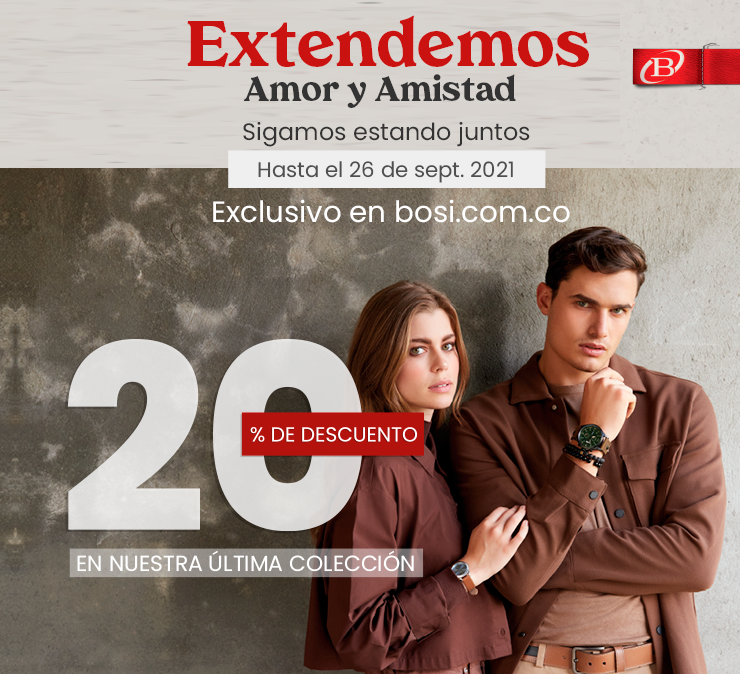 Extendemos
Amor y Amistad
B
Sigamos estando juntos
Hasta el 26 de sept. 2021
Exclusivo en bosi.com.co
20
% DE DESCUENTO
EN NUESTRA ÚLTIMA COLECCIÓN